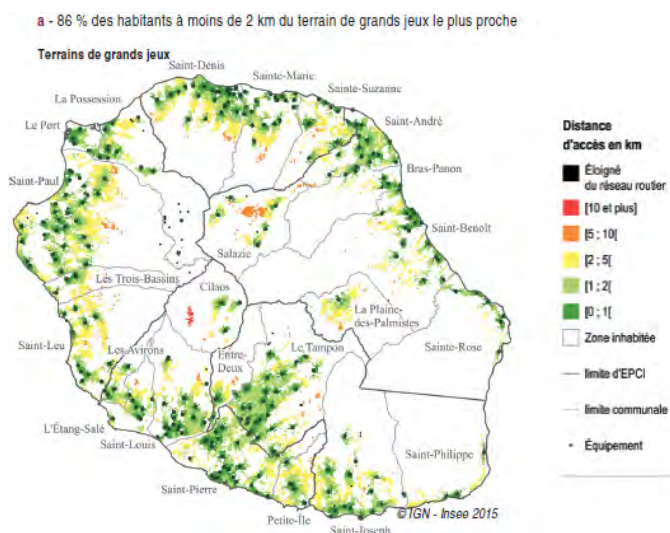 a - 86 % des habitants à moins de 2 km du terrain de grands jeux le plus proche
Terrains de grands jeux
Saint-Denis
Sainte-Marie
Sainte-Suzanne
La Possession
Saint-André
Le Port
Bras-Panon
Saint-Paul
Saint-Benoît
Salazie
Les Trois-Bassins
Cilaos
La Plaine-
des-Palmistes
Saint-Leu
Les Avirons
Entre-
Deux
Le Tampon
Sainte-Rose
L'Étang-Salé
Saint-Louis
Saint-Philippe
Saint-Pierre
Petite-Île
Saint-Joseph
© IGN - Insee 2015
Distance
d'accès en km
Éloigné
du réseau routier
[10 et plus]
[5 ; 10[
[2 ; 5[
[1 ; 2[
[0 ; 1[
Zone inhabitée
limite d'EPCI
limite communale
Équipement